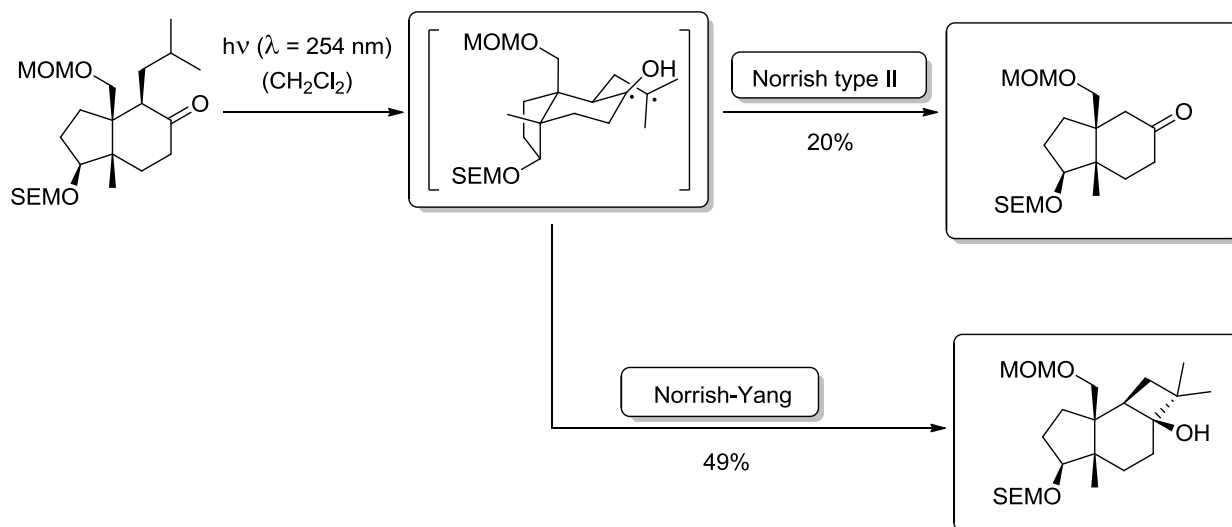 MOMO
O
SEMO
hν (λ = 254 nm)
(CH₂Cl₂)
MOMO
OH
SEMO
Norrish type II
20%
MOMO
O
SEMO
Norrish-Yang
49%
MOMO
OH
SEMO